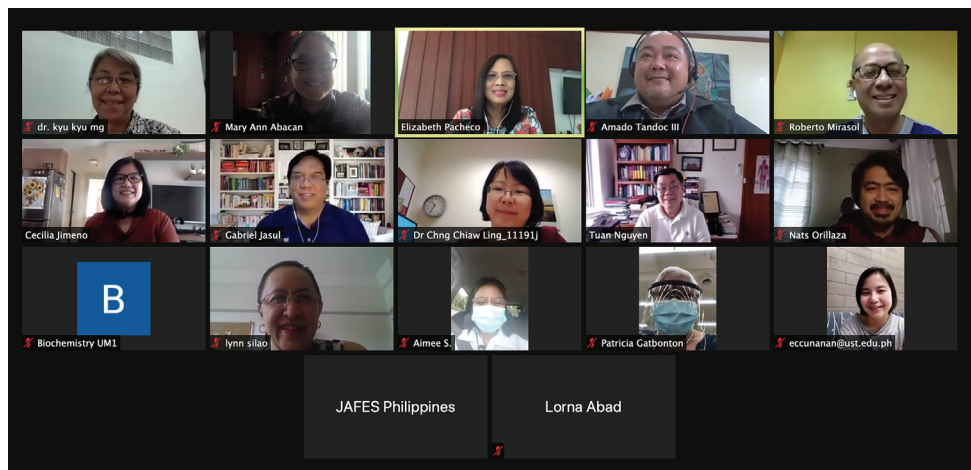 dr. kyu kyu mg
Mary Ann Abacan
Elizabeth Pacheco
Amado Tandoc III
Roberto Mirasol
Cecilia Jimeno
Gabriel Jasul
Dr Chng Chiaw Ling_11191j
Tuan Nguyen
Nats Orillaza
B
Biochemistry UM1
lynn silao
Aimee S.
Patricia Gatbonton
eccunanan@ust.edu.ph
JAFES Philippines
Lorna Abad